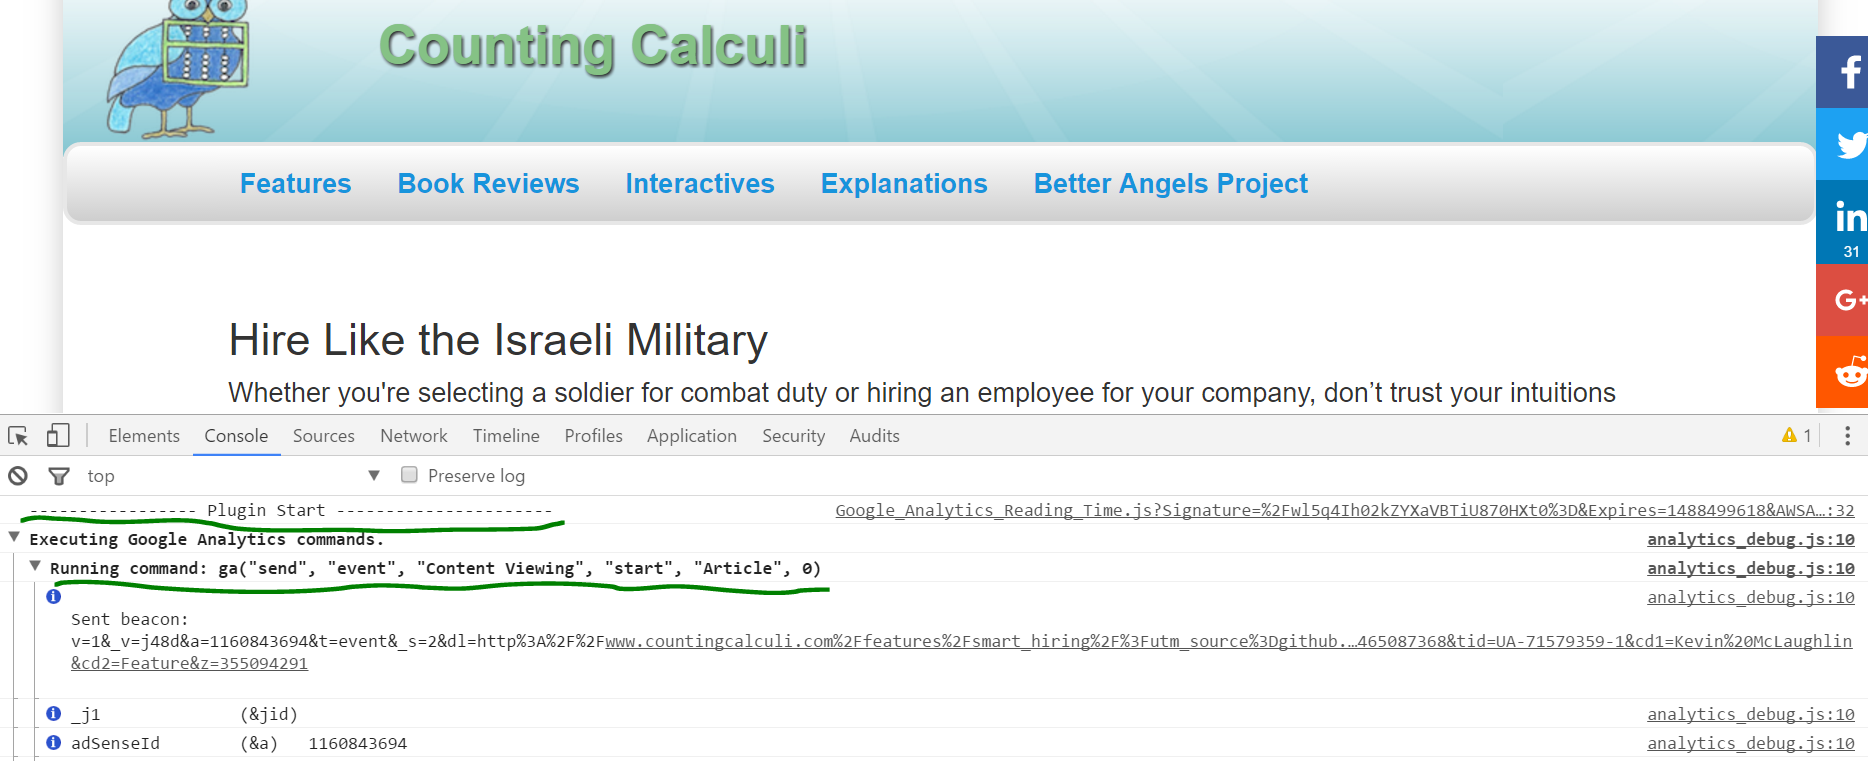 Counting Calculi
Features Book Reviews Interactives Explanations Better Angels Project
31
Hire Like the Israeli Military
Whether you're selecting a soldier for combat duty or hiring an employee for your company, don’t trust your intuitions
Elements Console Sources Network Timeline Profiles Application Security Audits 1
top Preserve log
----------------- Plugin Start ---------------------- Google_Analytics_Reading_Time.js?Signature=%2Fwl5q4Ih02kZYXaVBTiU870HXt0%3D&Expires=1488499618&AWSA…:32
Executing Google Analytics commands. analytics_debug.js:10
Running command: ga("send", "event", "Content Viewing", "start", "Article", 0) analytics_debug.js:10
analytics_debug.js:10
Sent beacon:
v=1&_v=j48d&a=1160843694&t=event&_s=2&dl=http%3A%2F%2Fwww.countingcalculi.com%2Ffeatures%2Fsmart_hiring%2F%3Futm_source%3Dgithub.…465087368&tid=UA-71579359-1&cd1=Kevin%20McLaughlin
&cd2=Feature&z=355094291
_j1 (&jid) analytics_debug.js:10
adSenseId (&a) 1160843694 analytics_debug.js:10